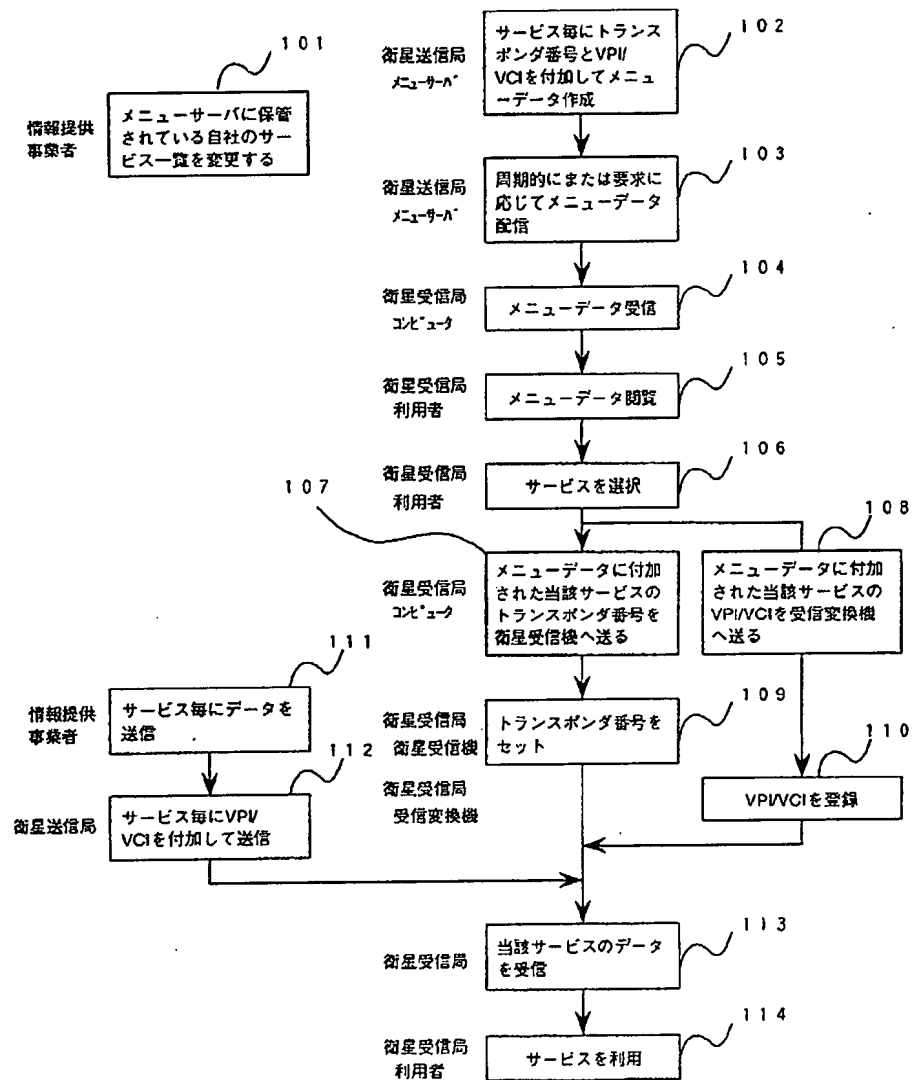 101
情報提供
事業者
メニューサーバに保管
されている自社のサー
ビス一覧を変更する
102
衛星送信局
メニューサーバ
サービス毎にトランス
ポンダ番号とVPI/
VCIを付加してメニュ
ーデータ作成
103
衛星送信局
メニューサーバ
周期的にまたは要求に
応じてメニューデータ
配信
104
衛星受信局
コンピュータ
メニューデータ受信
105
衛星受信局
利用者
メニューデータ閲覧
106
衛星受信局
利用者
サービスを選択
107
衛星受信局
コンピュータ
メニューデータに付加
された当該サービスの
トランスポンダ番号を
衛星受信機へ送る
108
メニューデータに付加
された当該サービスの
VPI/VCIを受信変換機
へ送る
109
衛星受信局
衛星受信機
トランスポンダ番号を
セット
衛星受信局
受信変換機
110
VPI/VCIを登録
111
情報提供
事業者
サービス毎にデータを
送信
112
衛星送信局
サービス毎にVPI/
VCIを付加して送信
113
衛星受信局
当該サービスのデータ
を受信
114
衛星受信局
利用者
サービスを利用